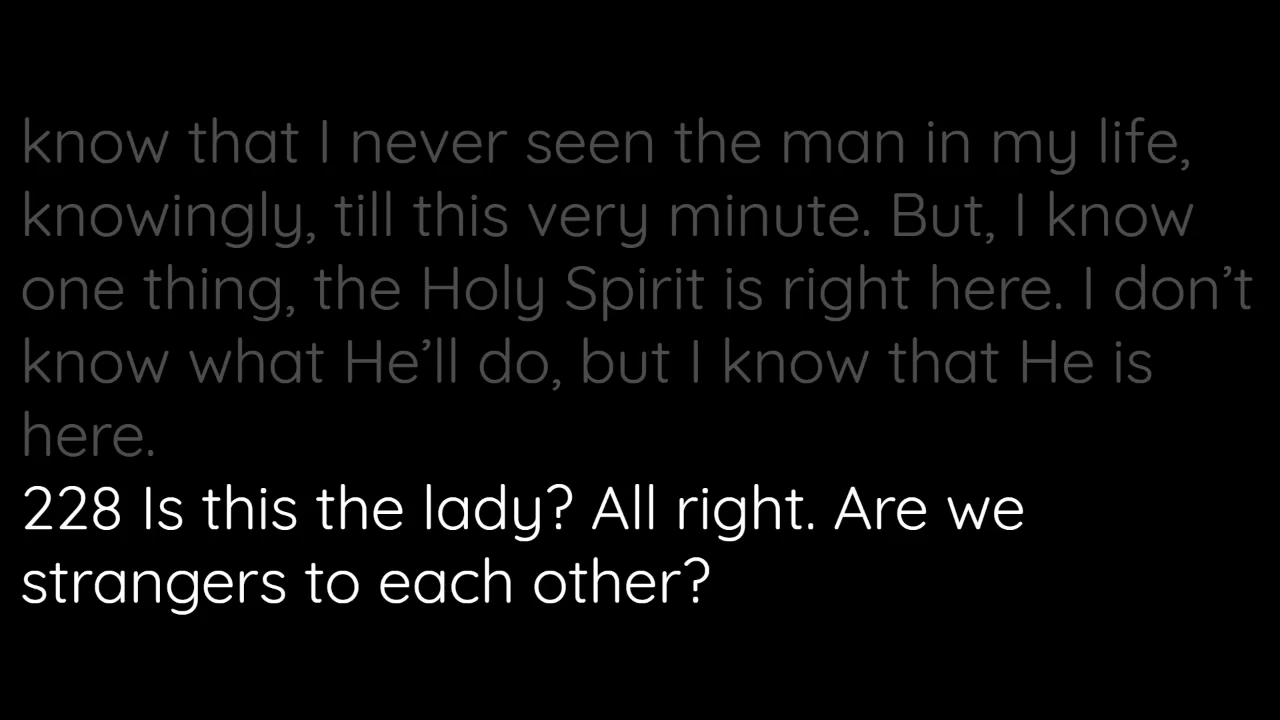 know that I never seen the man in my life,
knowingly, till this very minute. But, I know
one thing, the Holy Spirit is right here. I don’t
know what He’ll do, but I know that He is
here.
228 Is this the lady? All right. Are we
strangers to each other?